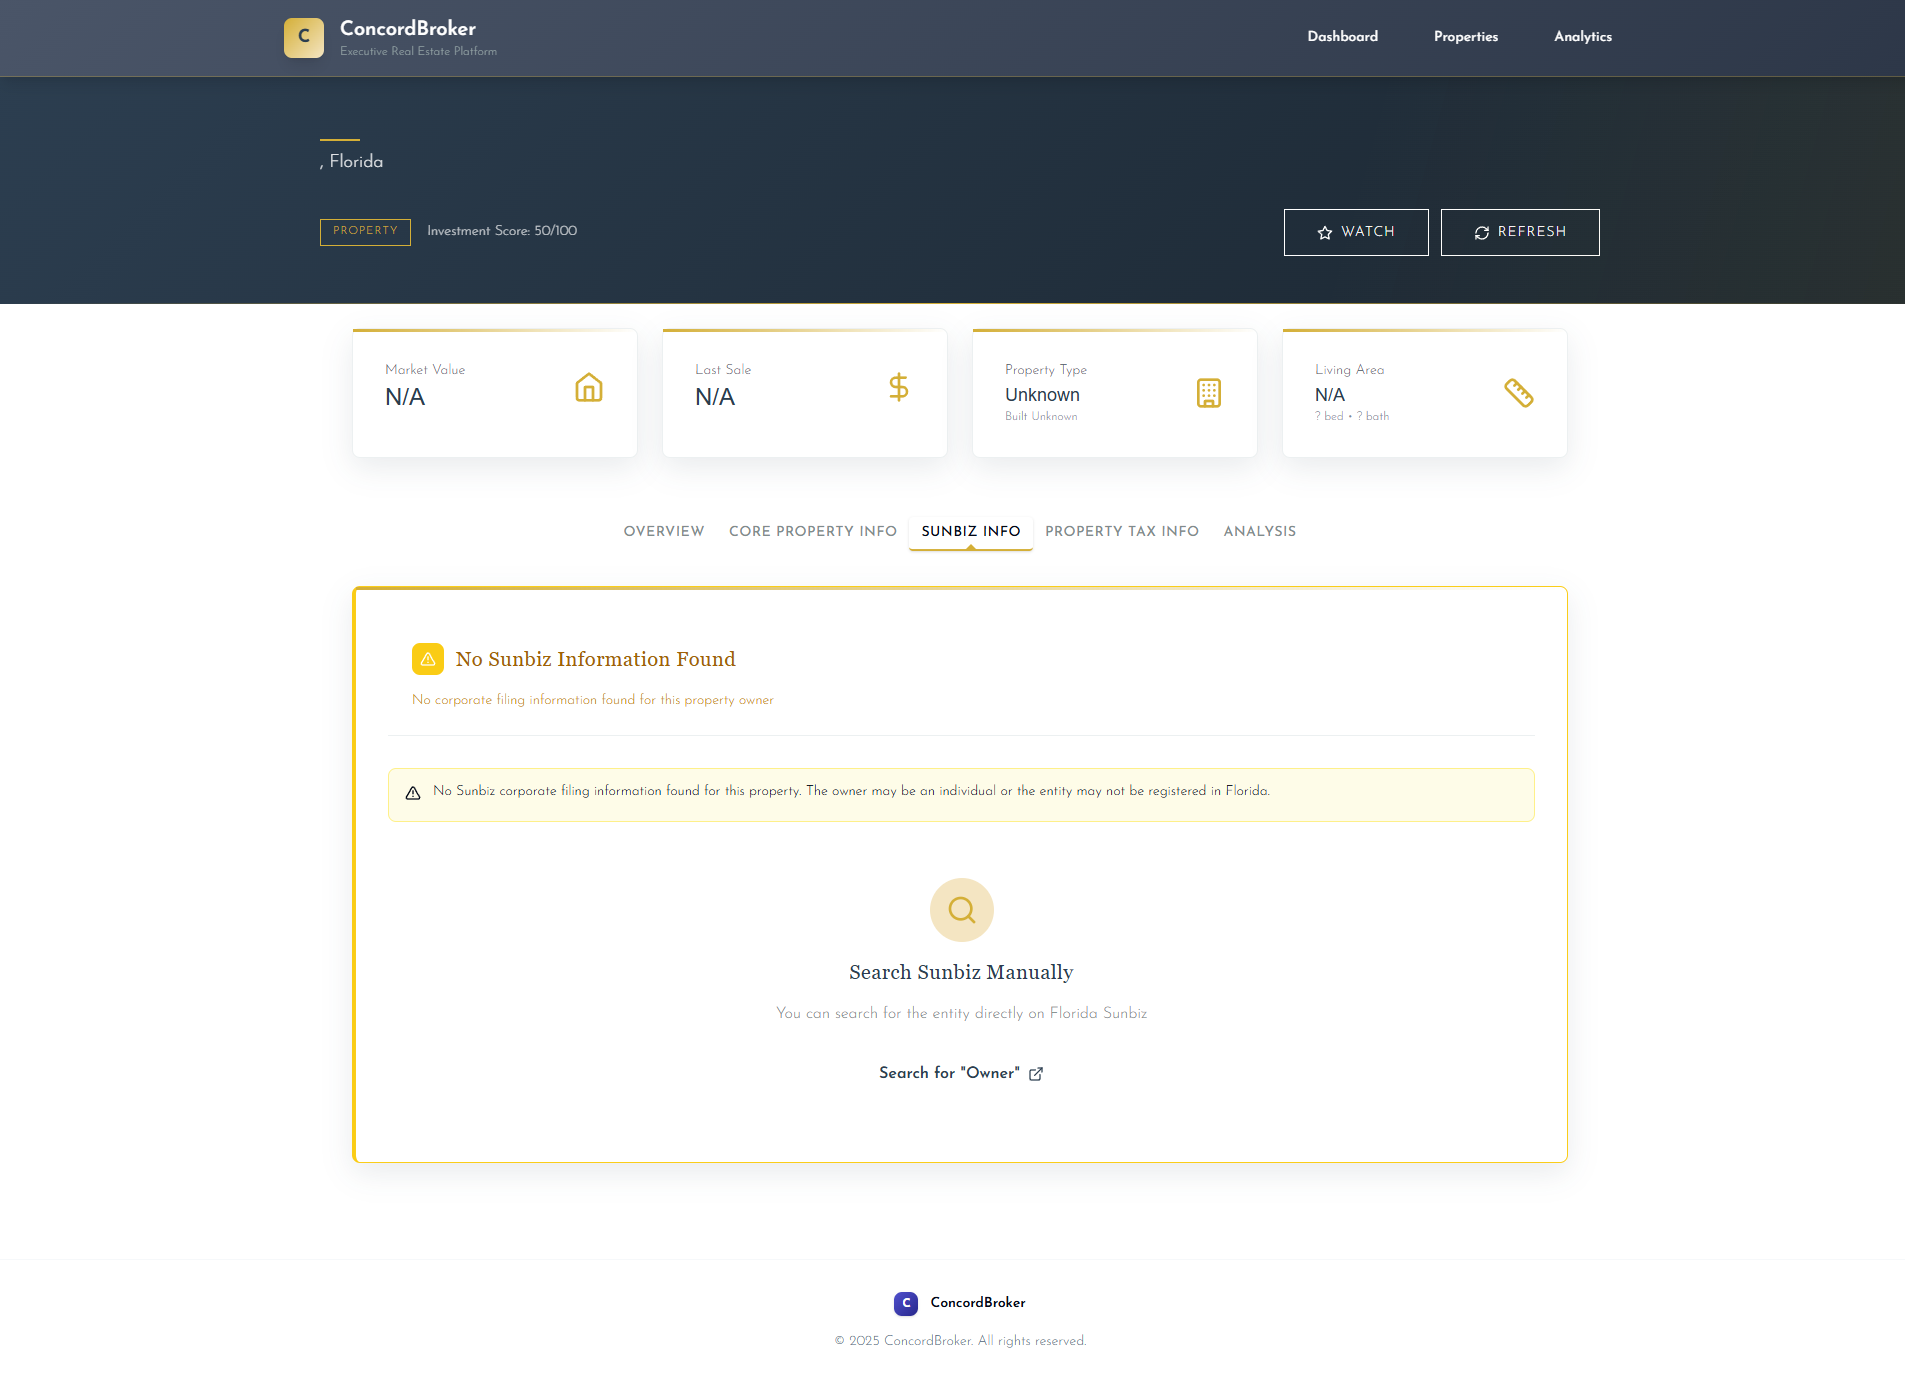 C
ConcordBroker
Executive Real Estate Platform
Dashboard
Properties
Analytics
, Florida
PROPERTY
Investment Score: 50/100
WATCH
REFRESH
Market Value
N/A
Last Sale
N/A
Property Type
Unknown
Built Unknown
Living Area
N/A
? bed • ? bath
OVERVIEW
CORE PROPERTY INFO
SUNBIZ INFO
PROPERTY TAX INFO
ANALYSIS
No Sunbiz Information Found
No corporate filing information found for this property owner
No Sunbiz corporate filing information found for this property. The owner may be an individual or the entity may not be registered in Florida.
Search Sunbiz Manually
You can search for the entity directly on Florida Sunbiz
Search for "Owner"
C
ConcordBroker
© 2025 ConcordBroker. All rights reserved.